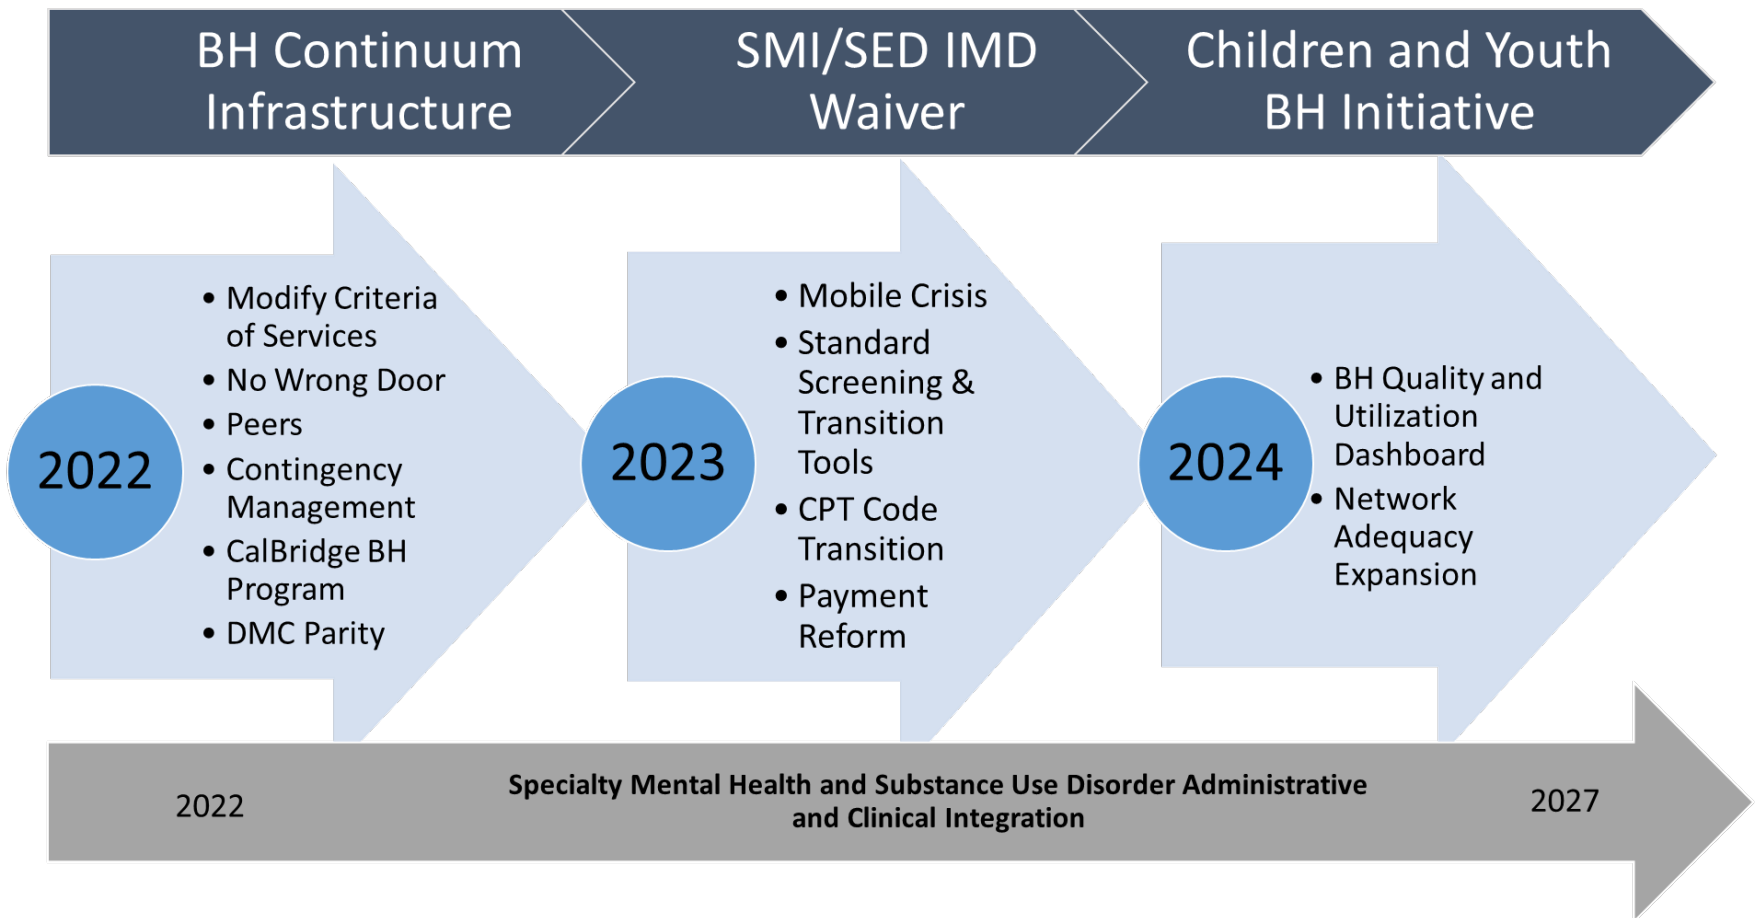 BH Continuum
Infrastructure
SMI/SED IMD
Waiver
Children and Youth
BH Initiative
2022
• Modify Criteria
of Services
• No Wrong Door
• Peers
• Contingency
Management
• CalBridge BH
Program
• DMC Parity
2023
• Mobile Crisis
• Standard
Screening &
Transition
Tools
• CPT Code
Transition
• Payment
Reform
2024
• BH Quality and
Utilization
Dashboard
• Network
Adequacy
Expansion
2022
Specialty Mental Health and Substance Use Disorder Administrative
and Clinical Integration
2027